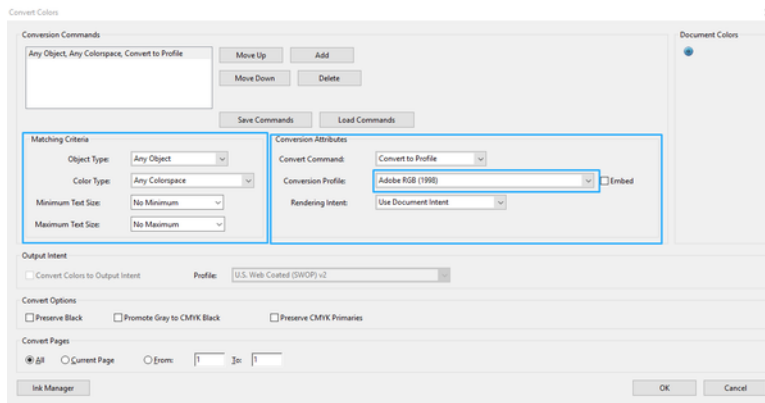 Convert Colors
Conversion Commands
Document Colors
Any Object, Any Colorspace, Convert to Profile
Move Up
Add
Move Down
Delete
Save Commands
Load Commands
Matching Criteria
Object Type:
Any Object
Color Type:
Any Colorspace
Minimum Text Size:
No Minimum
Maximum Text Size:
No Maximum
Conversion Attributes
Convert Command:
Convert to Profile
Conversion Profile:
Adobe RGB (1998)
Embed
Rendering Intent:
Use Document Intent
Output Intent
Convert Colors to Output Intent
Profile:
U.S. Web Coated (SWOP) v2
Convert Options
Preserve Black
Promote Gray to CMYK Black
Preserve CMYK Primaries
Convert Pages
All
Current Page
From:
1
To:
1
Ink Manager
OK
Cancel